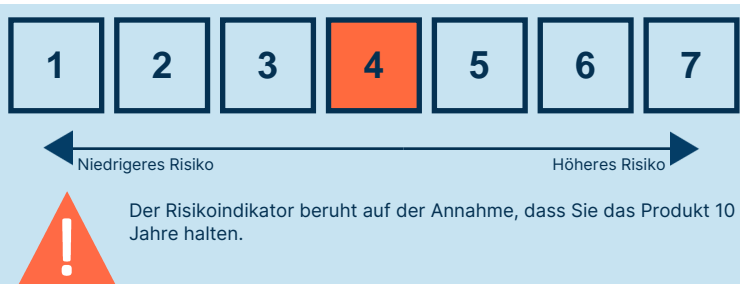 1 2 3 4 5 6 7
Niedrigeres Risiko Höheres Risiko
Der Risikoindikator beruht auf der Annahme, dass Sie das Produkt 10
Jahre halten.
!